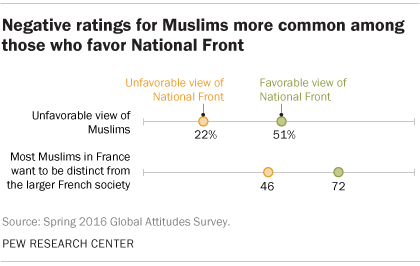 Negative ratings for Muslims more common among
those who favor National Front
Unfavorable view of
National Front
Favorable view of
National Front
Unfavorable view of
Muslims
22%
51%
Most Muslims in France
want to be distinct from
the larger French society
46
72
Source: Spring 2016 Global Attitudes Survey.
PEW RESEARCH CENTER